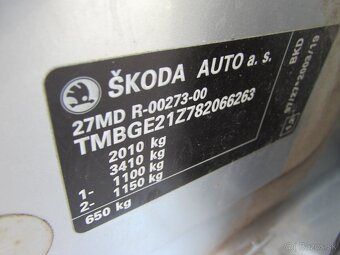 ŠKODA AUTO a. s.
27MD R-00273-00
TMBGE21Z782066263
2010 kg
3410 kg
1- 1100 kg
2- 1150 kg
650 kg
BKD